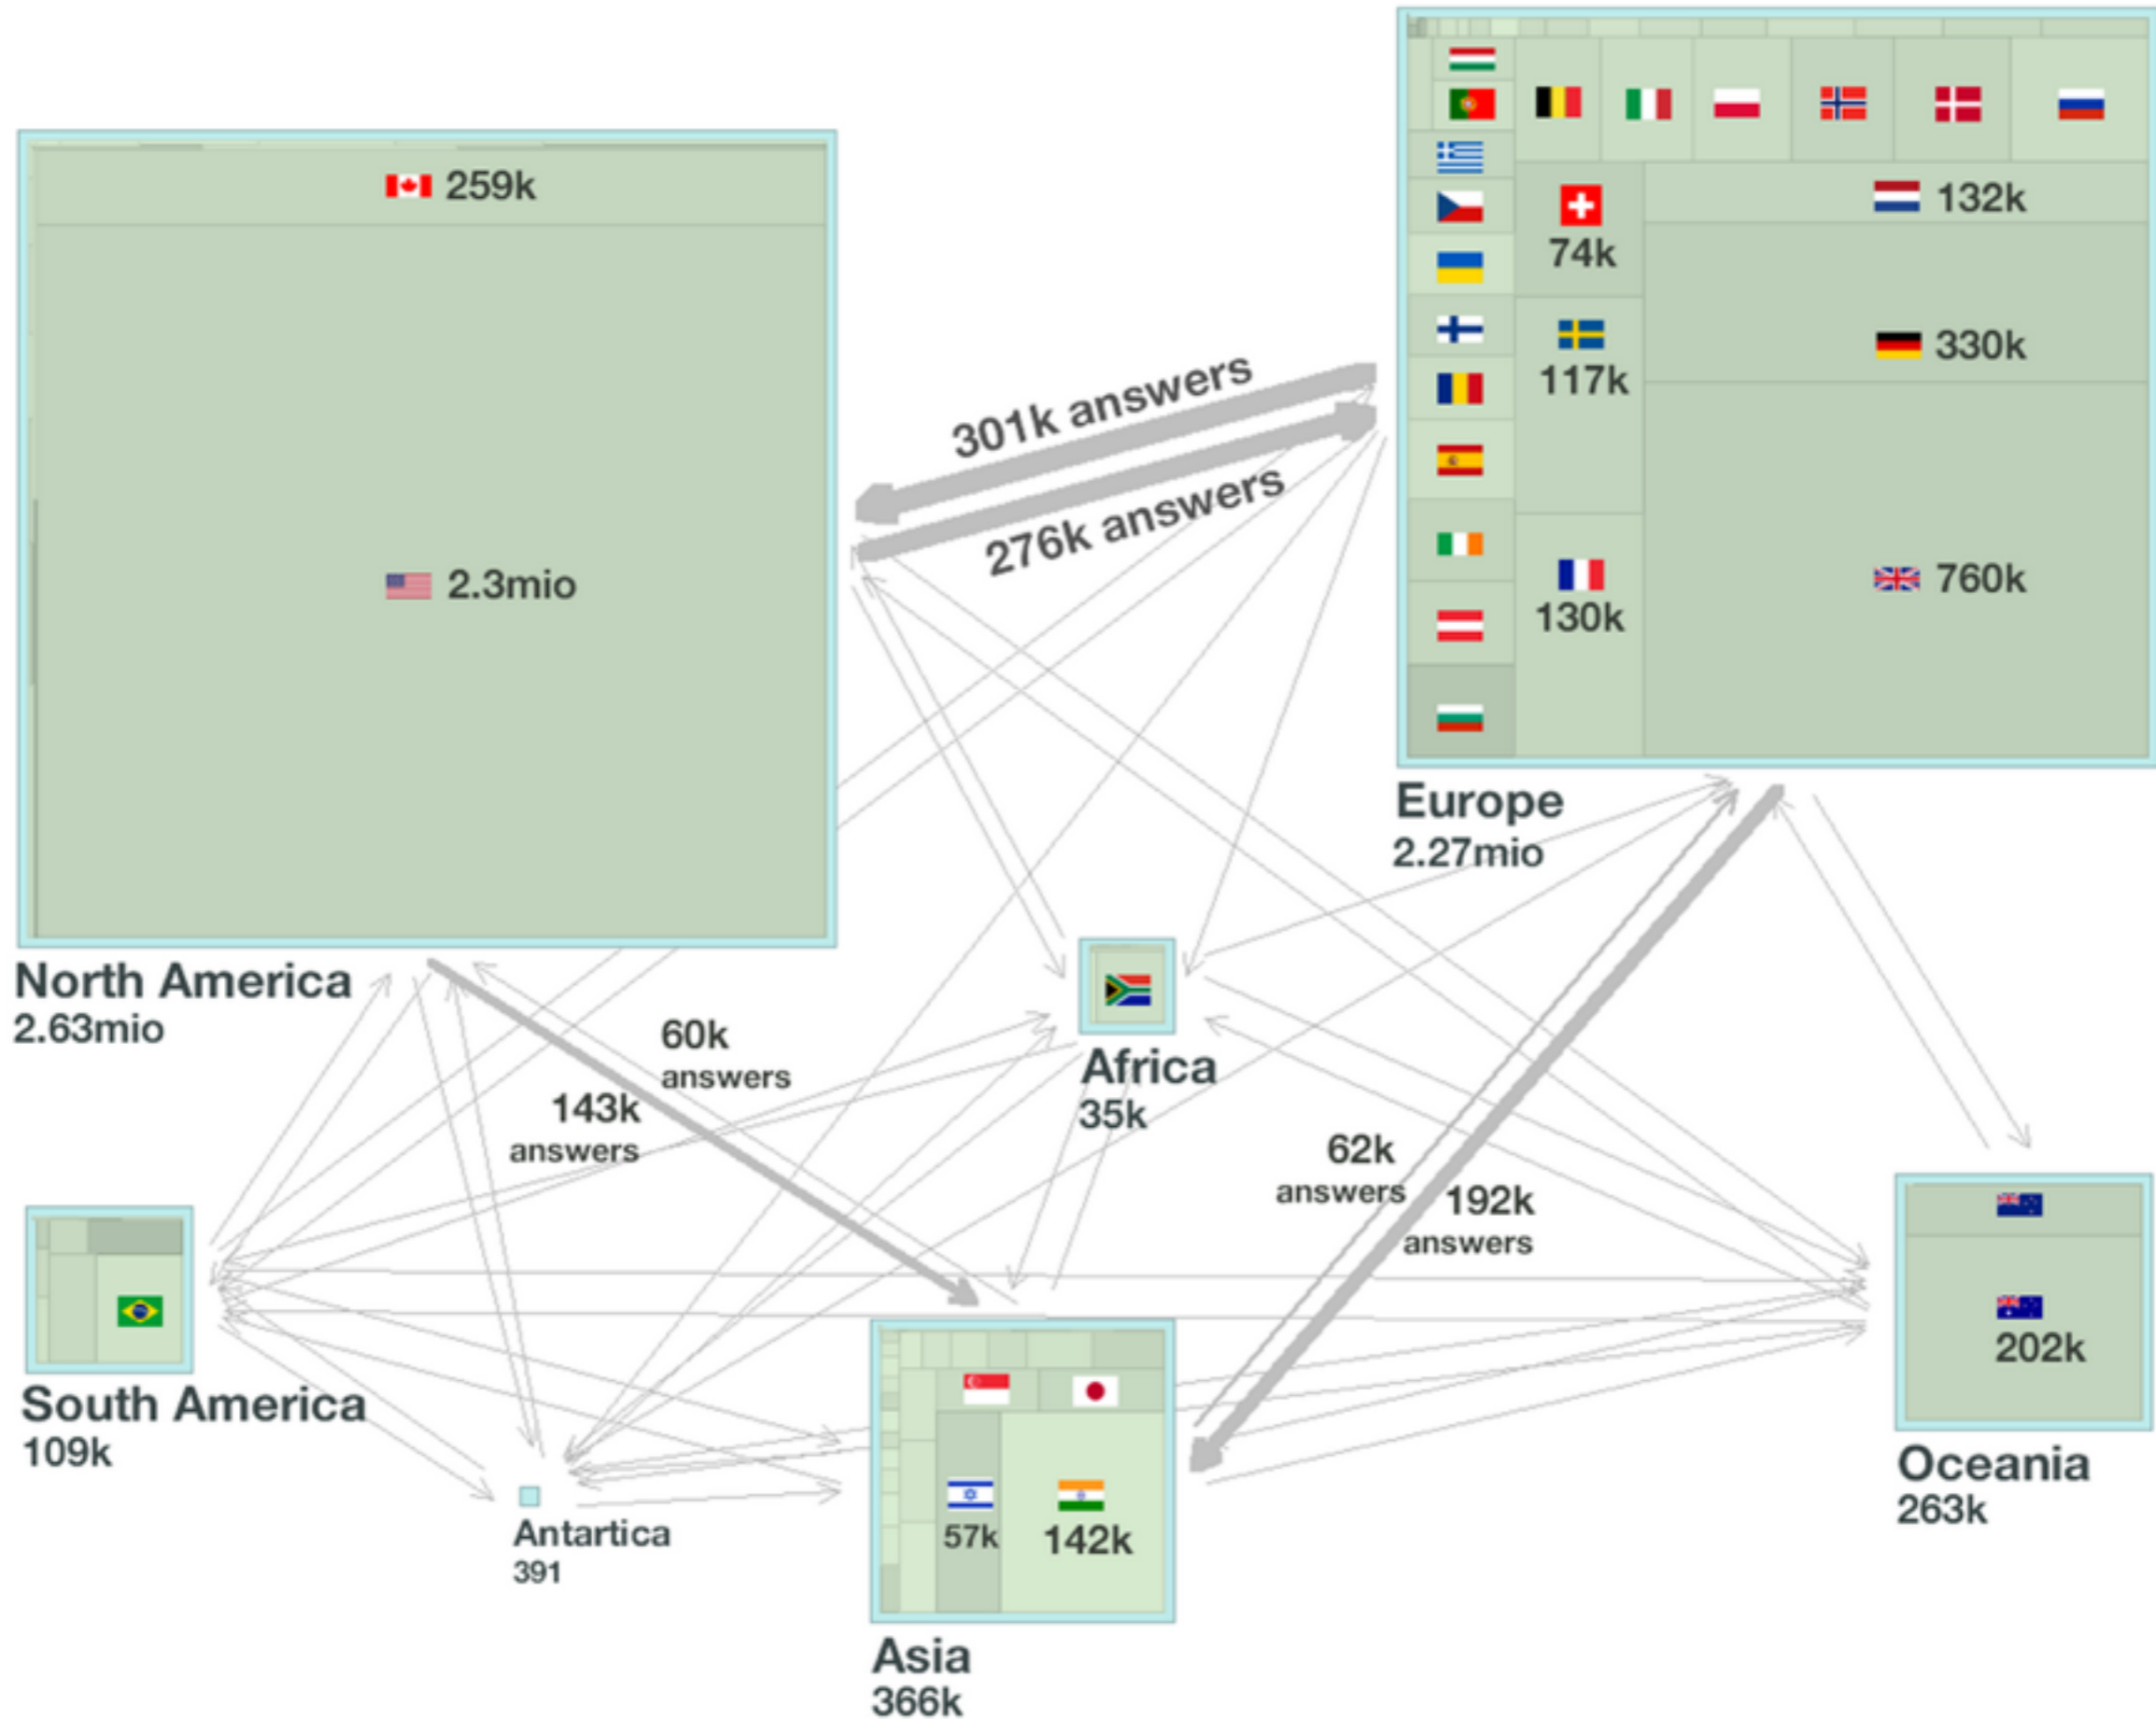 259k
2.3mio
North America
2.63mio
132k
74k
330k
117k
760k
130k
Europe
2.27mio
301k answers
276k answers
60k
answers
143k
answers
Africa
35k
62k
answers
192k
answers
South America
109k
Antartica
391
57k
142k
Asia
366k
202k
Oceania
263k